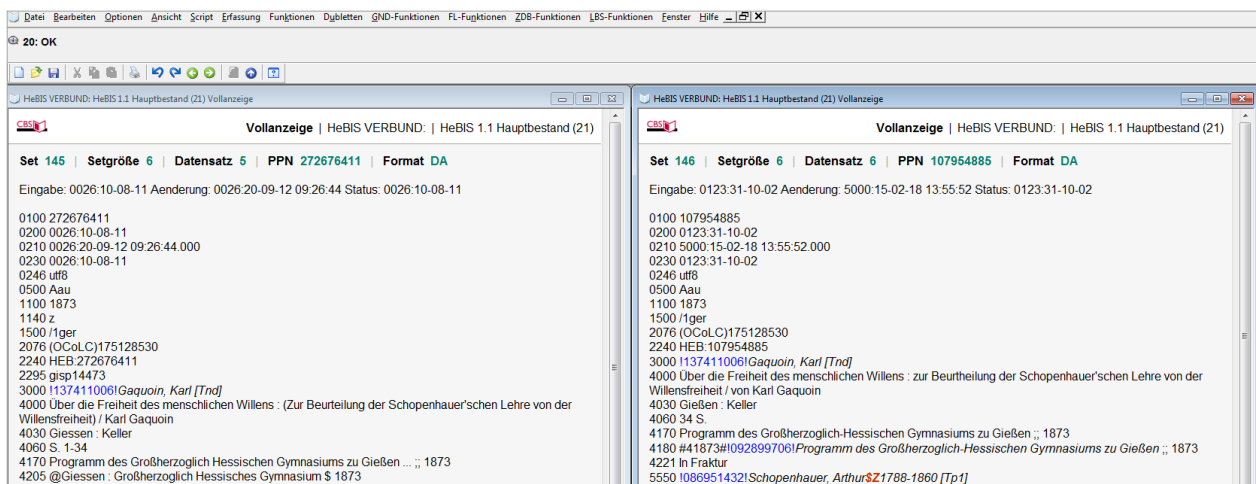 Datei Bearbeiten Optionen Ansicht Script Erfassung Funktionen Dubletten GND-Funktionen FL-Funktionen ZDB-Funktionen LBS-Funktionen Fenster Hilfe
20: OK
HeBIS VERBUND: HeBIS 1.1 Hauptbestand (21) Vollanzeige
CBS
Vollanzeige | HeBIS VERBUND: | HeBIS 1.1 Hauptbestand (21)
Set 145 | Setgröße 6 | Datensatz 5 | PPN 272676411 | Format DA
Eingabe: 0026:10-08-11 Aenderung: 0026:20-09-12 09:26:44 Status: 0026:10-08-11
0100 272676411
0200 0026:10-08-11
0210 0026:20-09-12 09:26:44.000
0230 0026:10-08-11
0246 utf8
0500 Aau
1100 1873
1140 z
1500 /1ger
2076 (OCoLC)175128530
2240 HEB:272676411
2295 gisp14473
3000 !137411006!Gaquoin, Karl [Tnd]
4000 Über die Freiheit des menschlichen Willens : (Zur Beurteilung der Schopenhauer'schen Lehre von der
Willensfreiheit) / Karl Gaquoin
4030 Giessen : Keller
4060 S. 1-34
4170 Programm des Großherzoglich Hessischen Gymnasiums zu Gießen ... ;; 1873
4205 @Giessen : Großherzoglich Hessisches Gymnasium $ 1873
HeBIS VERBUND: HeBIS 1.1 Hauptbestand (21) Vollanzeige
CBS
Vollanzeige | HeBIS VERBUND: | HeBIS 1.1 Hauptbestand (21)
Set 146 | Setgröße 6 | Datensatz 6 | PPN 107954885 | Format DA
Eingabe: 0123:31-10-02 Aenderung: 5000:15-02-18 13:55:52 Status: 0123:31-10-02
0100 107954885
0200 0123:31-10-02
0210 5000:15-02-18 13:55:52.000
0230 0123:31-10-02
0246 utf8
0500 Aau
1100 1873
1500 /1ger
2076 (OCoLC)175128530
2240 HEB:107954885
3000 !137411006!Gaquoin, Karl [Tnd]
4000 Über die Freiheit des menschlichen Willens : zur Beurtheilung der Schopenhauer'schen Lehre von der
Willensfreiheit / von Karl Gaquoin
4030 Gießen : Keller
4060 34 S.
4170 Programm des Großherzoglich-Hessischen Gymnasiums zu Gießen ;; 1873
4180 #41873#!092899706!Programm des Großherzoglich-Hessischen Gymnasiums zu Gießen ;; 1873
4221 In Fraktur
5550 !086951432!Schopenhauer, Arthur$Z1788-1860 [Tp1]